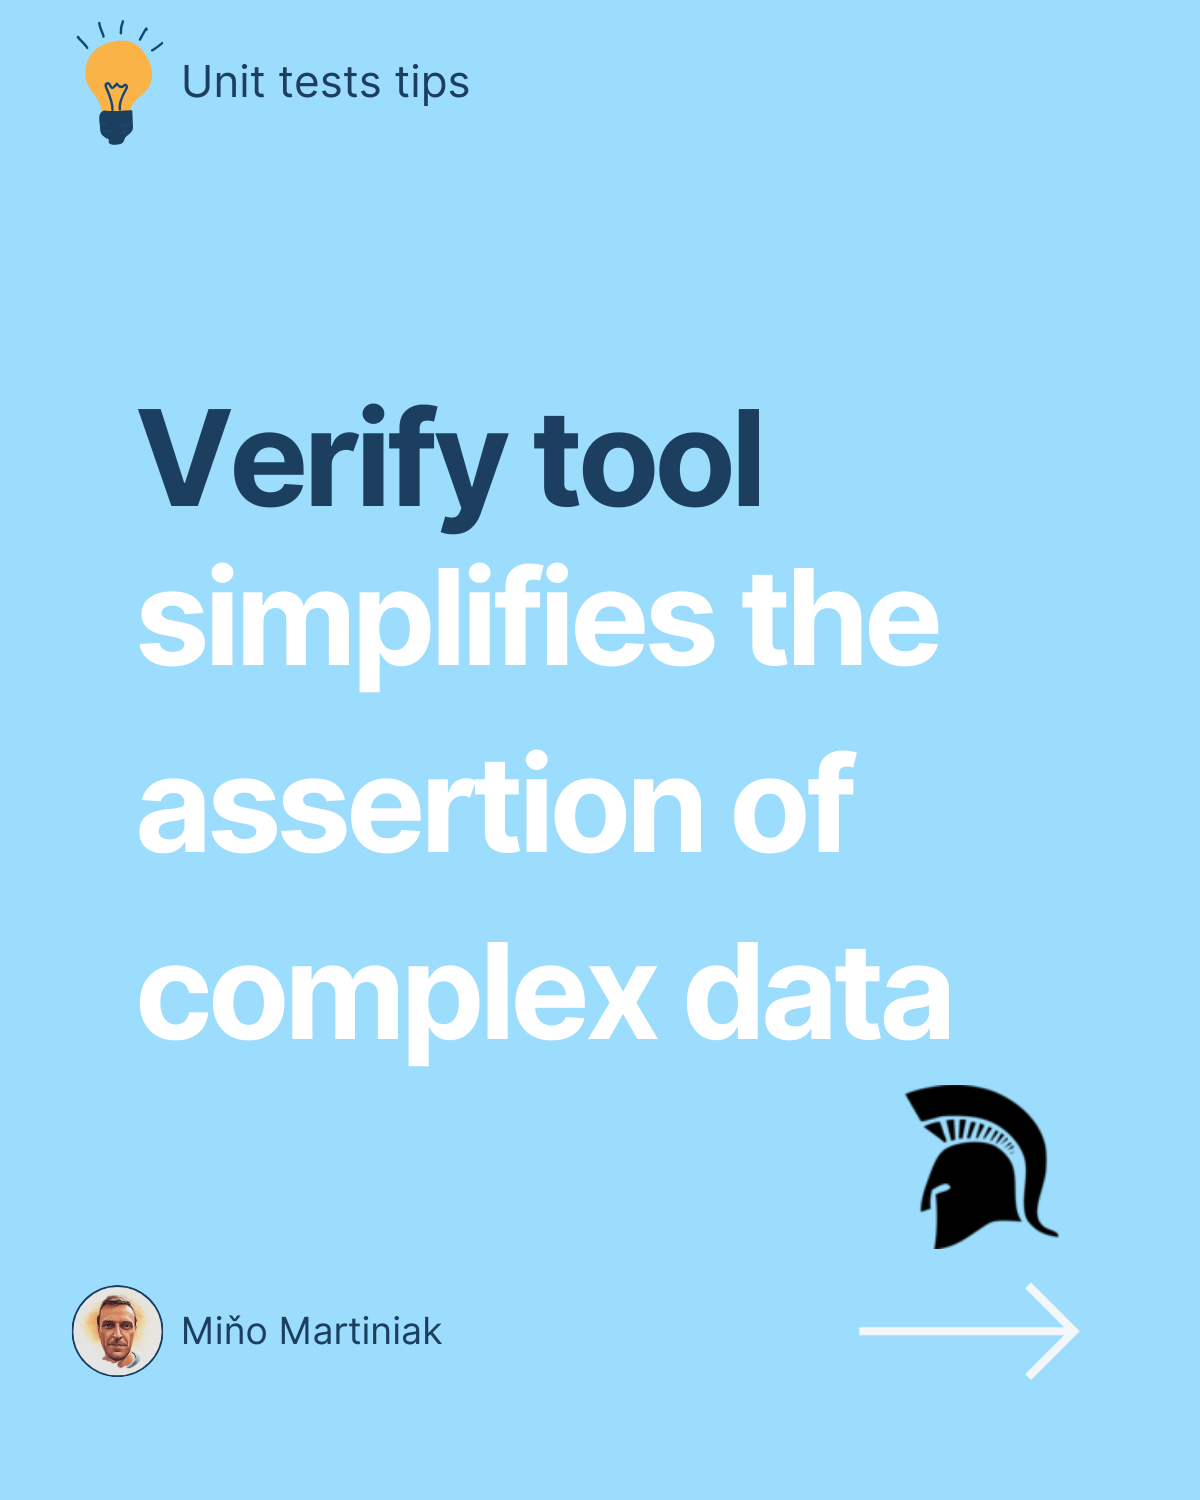 Unit tests tips
Verify tool
simplifies the
assertion of
complex data
Miňo Martiniak